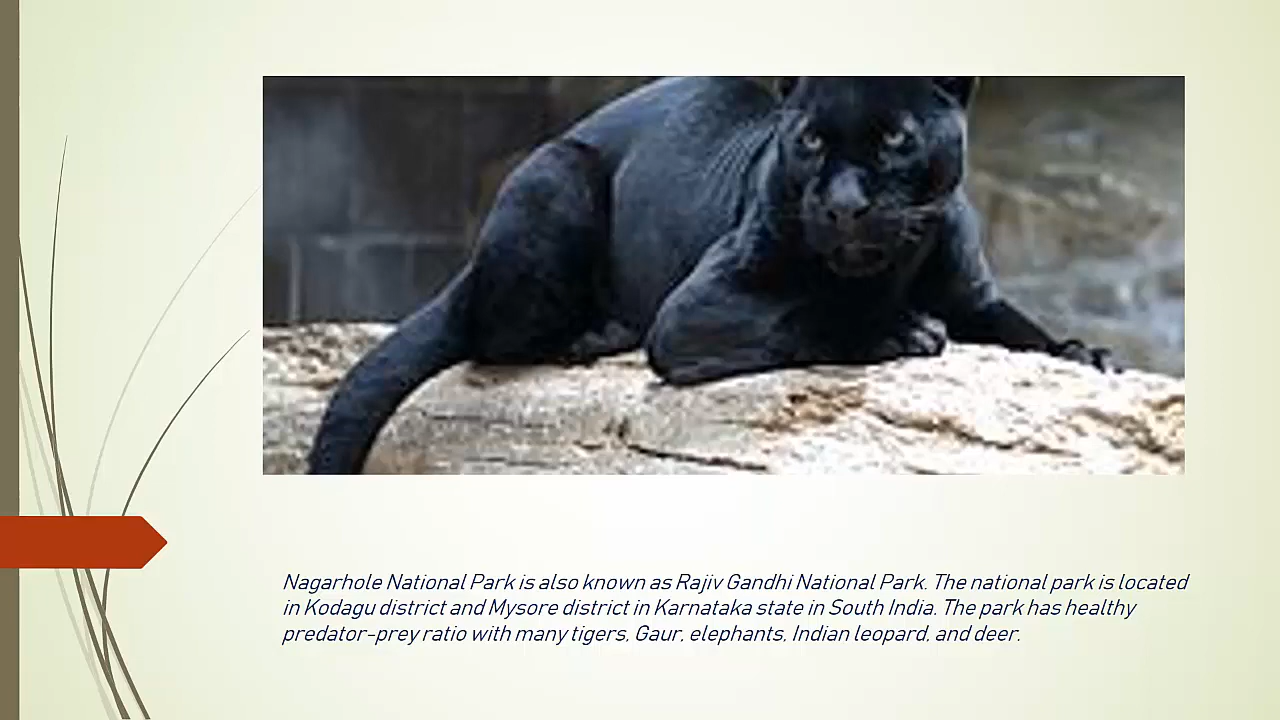 Nagarhole National Park is also known as Rajiv Gandhi National Park. The national park is located
in Kodagu district and Mysore district in Karnataka state in South India. The park has healthy
predator-prey ratio with many tigers, Gaur, elephants, Indian leopard, and deer.